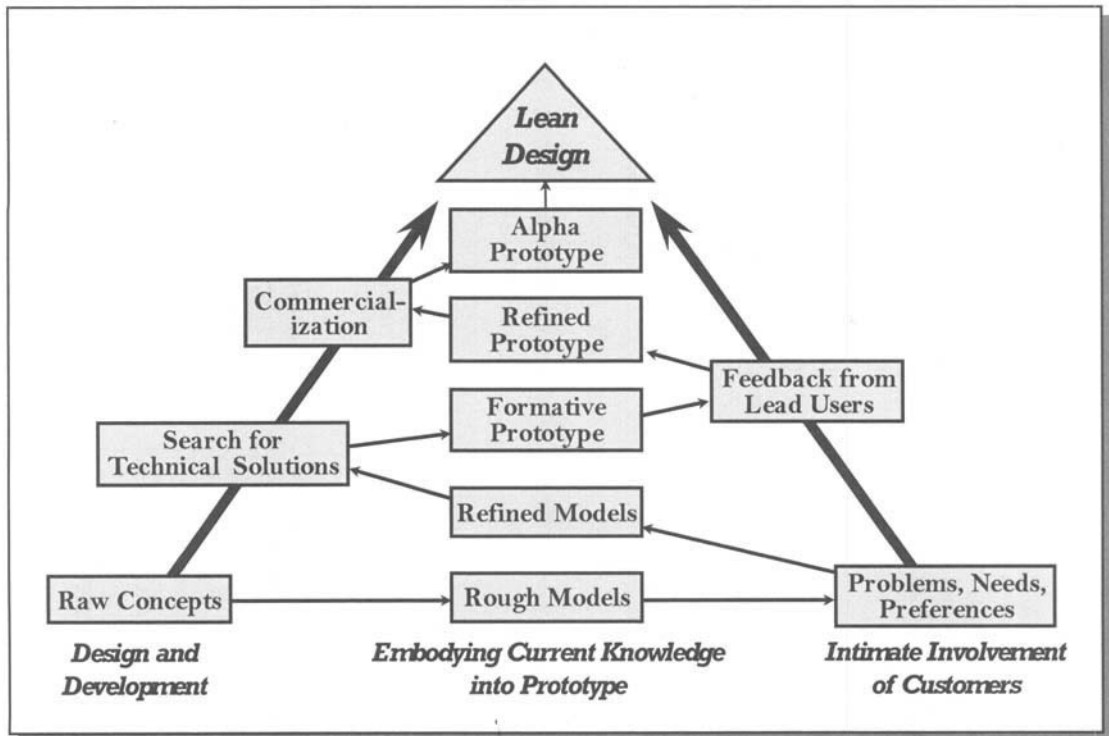 Lean
Design
Alpha
Prototype
Commercial-
ization
Refined
Prototype
Feedback from
Lead Users
Formative
Prototype
Search for
Technical Solutions
Refined Models
Raw Concepts
Rough Models
Problems, Needs,
Preferences
Design and
Development
Embodying Current Knowledge
into Prototype
Intimate Involvement
of Customers